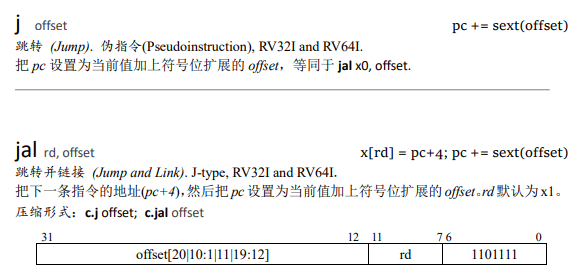 j offset pc += sext(offset)
跳转 (Jump). 伪指令(Pseudoinstruction), RV32I and RV64I.
把 pc 设置为当前值加上符号位扩展的 offset，等同于 jal x0, offset.
jal rd, offset x[rd] = pc+4; pc += sext(offset)
跳转并链接 (Jump and Link). J-type, RV32I and RV64I.
把下一条指令的地址(pc+4)，然后把 pc 设置为当前值加上符号位扩展的 offset。rd 默认为 x1。
压缩形式：c.j offset; c.jal offset
31 12 11 7 6 0
offset[20|10:1|11|19:12] rd 1101111